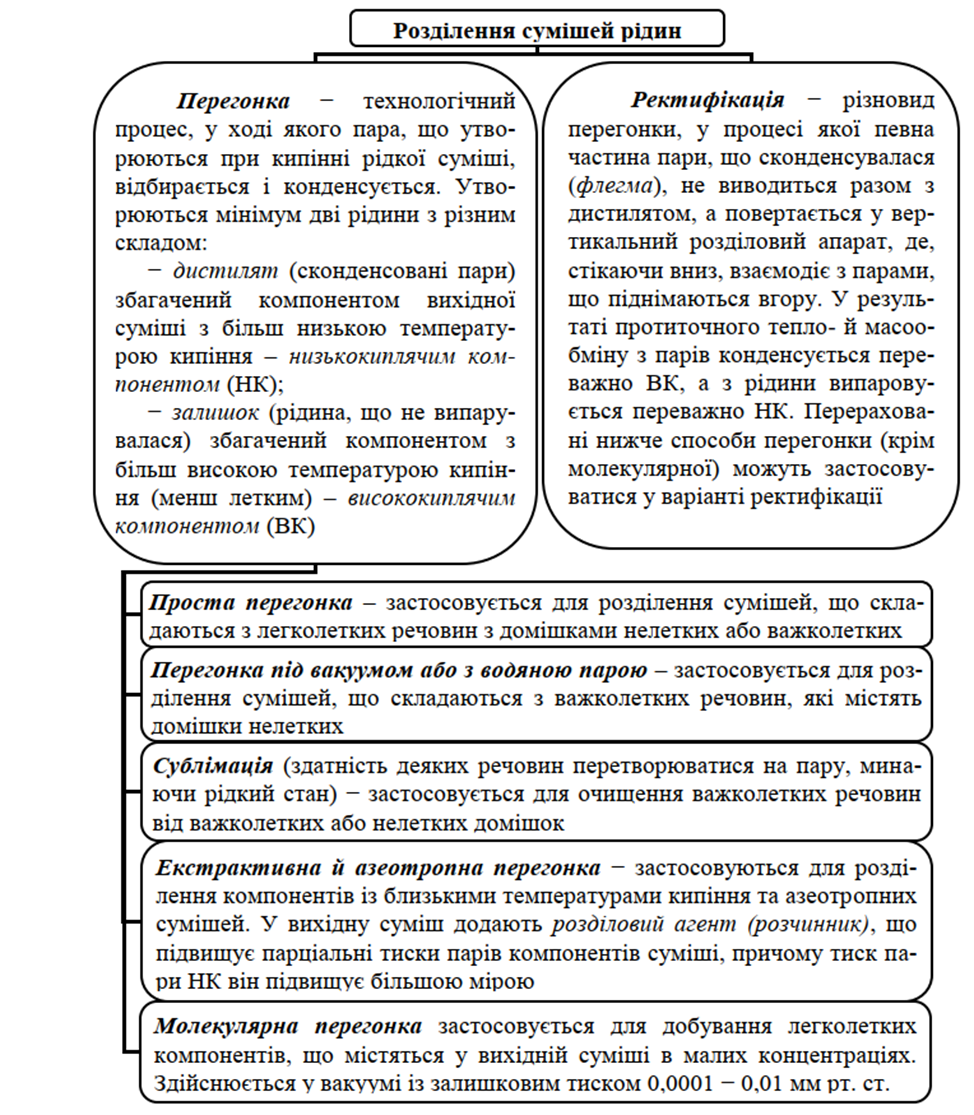 Розділення сумішей рідин
Перегонка − технологічний
процес, у ході якого пара, що утво-
рюються при кипінні рідкої суміші,
відбирається і конденсується. Утво-
рюються мінімум дві рідини з різним
складом:
− дистилят (сконденсовані пари)
збагачений компонентом вихідної
суміші з більш низькою температу-
рою кипіння – низькокиплячим ком-
понентом (НК);
− залишок (рідина, що не випару-
валася) збагачений компонентом з
більш високою температурою кипін-
ня (менш летким) – висококиплячим
компонентом (ВК)
Ректифікація − різновид
перегонки, у процесі якої певна
частина пари, що сконденсувалася
(флегма), не виводиться разом з
дистилятом, а повертається у вер-
тикальний розділовий апарат, де,
стікаючи вниз, взаємодіє з парами,
що піднімаються вгору. У резуль-
таті протиточного тепло- й масоо-
бміну з парів конденсується пере-
важно ВК, а з рідини випарову-
ється переважно НК. Перерахова-
ні нижче способи перегонки (крім
молекулярної) можуть застосову-
ватися у варіанті ректифікації
Проста перегонка – застосовується для розділення сумішей, що скла-
даються з легколетких речовин з домішками нелетких або важколетких
Перегонка під вакуумом або з водяною парою – застосовується для роз-
ділення сумішей, що складаються з важколетких речовин, які містять
домішки нелетких
Сублімація (здатність деяких речовин перетворюватися на пару, мина-
ючи рідкий стан) − застосовується для очищення важколетких речовин
від важколетких або нелетких домішок
Екстрактивна й азеотропна перегонка − застосовуються для розді-
лення компонентів із близькими температурами кипіння та азеотропних
сумішей. У вихідну суміш додають розділовий агент (розчинник), що
підвищує парціальні тиски парів компонентів суміші, причому тиск па-
ри НК він підвищує більшою мірою
Молекулярна перегонка застосовується для добування легколетких
компонентів, що містяться у вихідній суміші в малих концентраціях.
Здійснюється у вакуумі із залишковим тиском 0,0001 − 0,01 мм рт. ст.